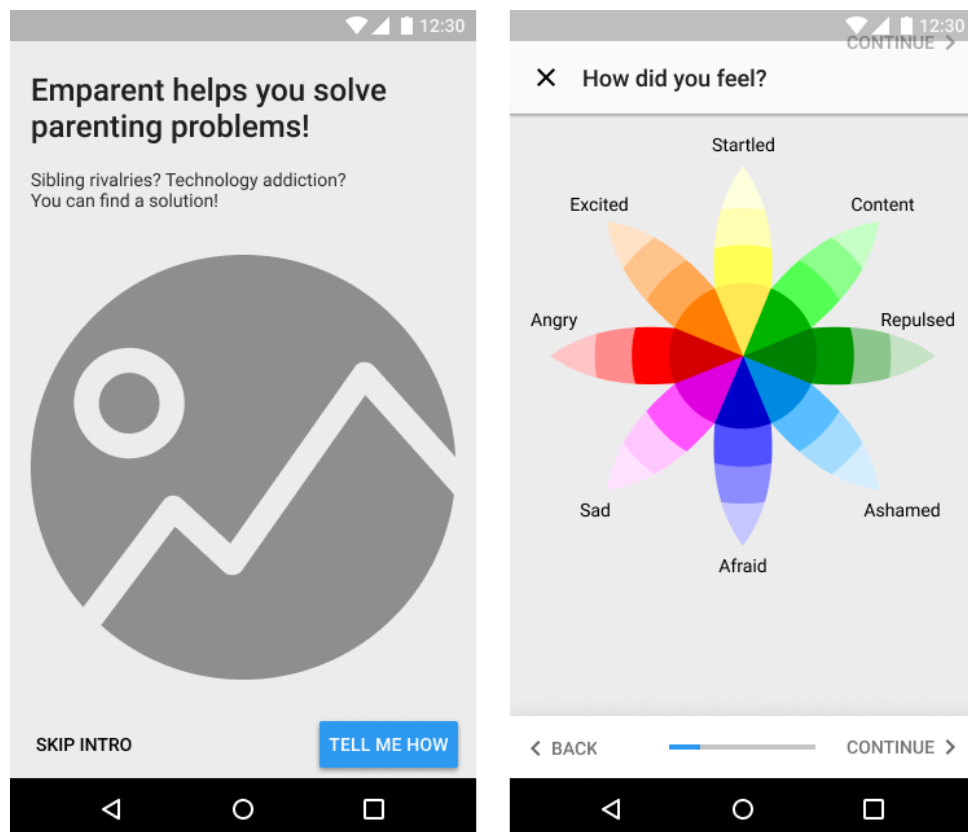 12:30
Emparent helps you solve
parenting problems!
Sibling rivalries? Technology addiction?
You can find a solution!
SKIP INTRO
TELL ME HOW
12:30
CONTINUE
How did you feel?
Startled
Excited
Content
Angry
Repulsed
Sad
Ashamed
Afraid
BACK
CONTINUE